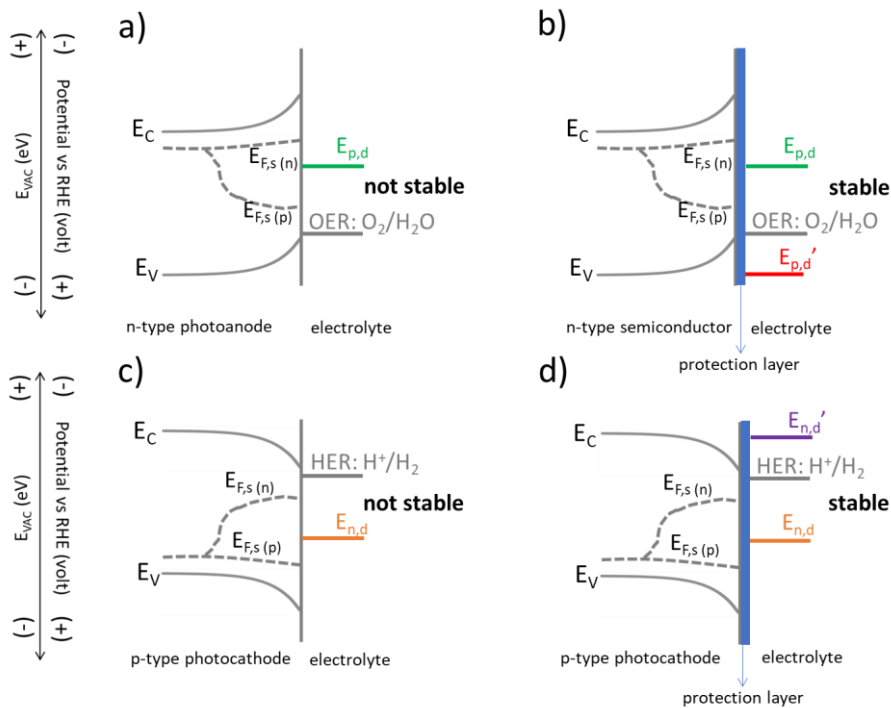 a)
b)
(+)
(-)
E_VAC (eV)
Potential vs RHE (volt)
(-)
(+)
E_C
E_F,s (n)
E_F,s (p)
E_V
E_p,d
not stable
OER: O₂/H₂O
n-type photoanode
electrolyte
E_C
E_F,s (n)
E_F,s (p)
E_V
E_p,d
stable
OER: O₂/H₂O
E_p,d'
n-type semiconductor
electrolyte
protection layer
c)
d)
(+)
(-)
E_VAC (eV)
Potential vs RHE (volt)
(-)
(+)
E_C
HER: H⁺/H₂
E_F,s (n)
not stable
E_n,d
E_F,s (p)
E_V
p-type photocathode
electrolyte
E_n,d'
E_C
HER: H⁺/H₂
E_F,s (n)
stable
E_n,d
E_F,s (p)
E_V
p-type photocathode
electrolyte
protection layer